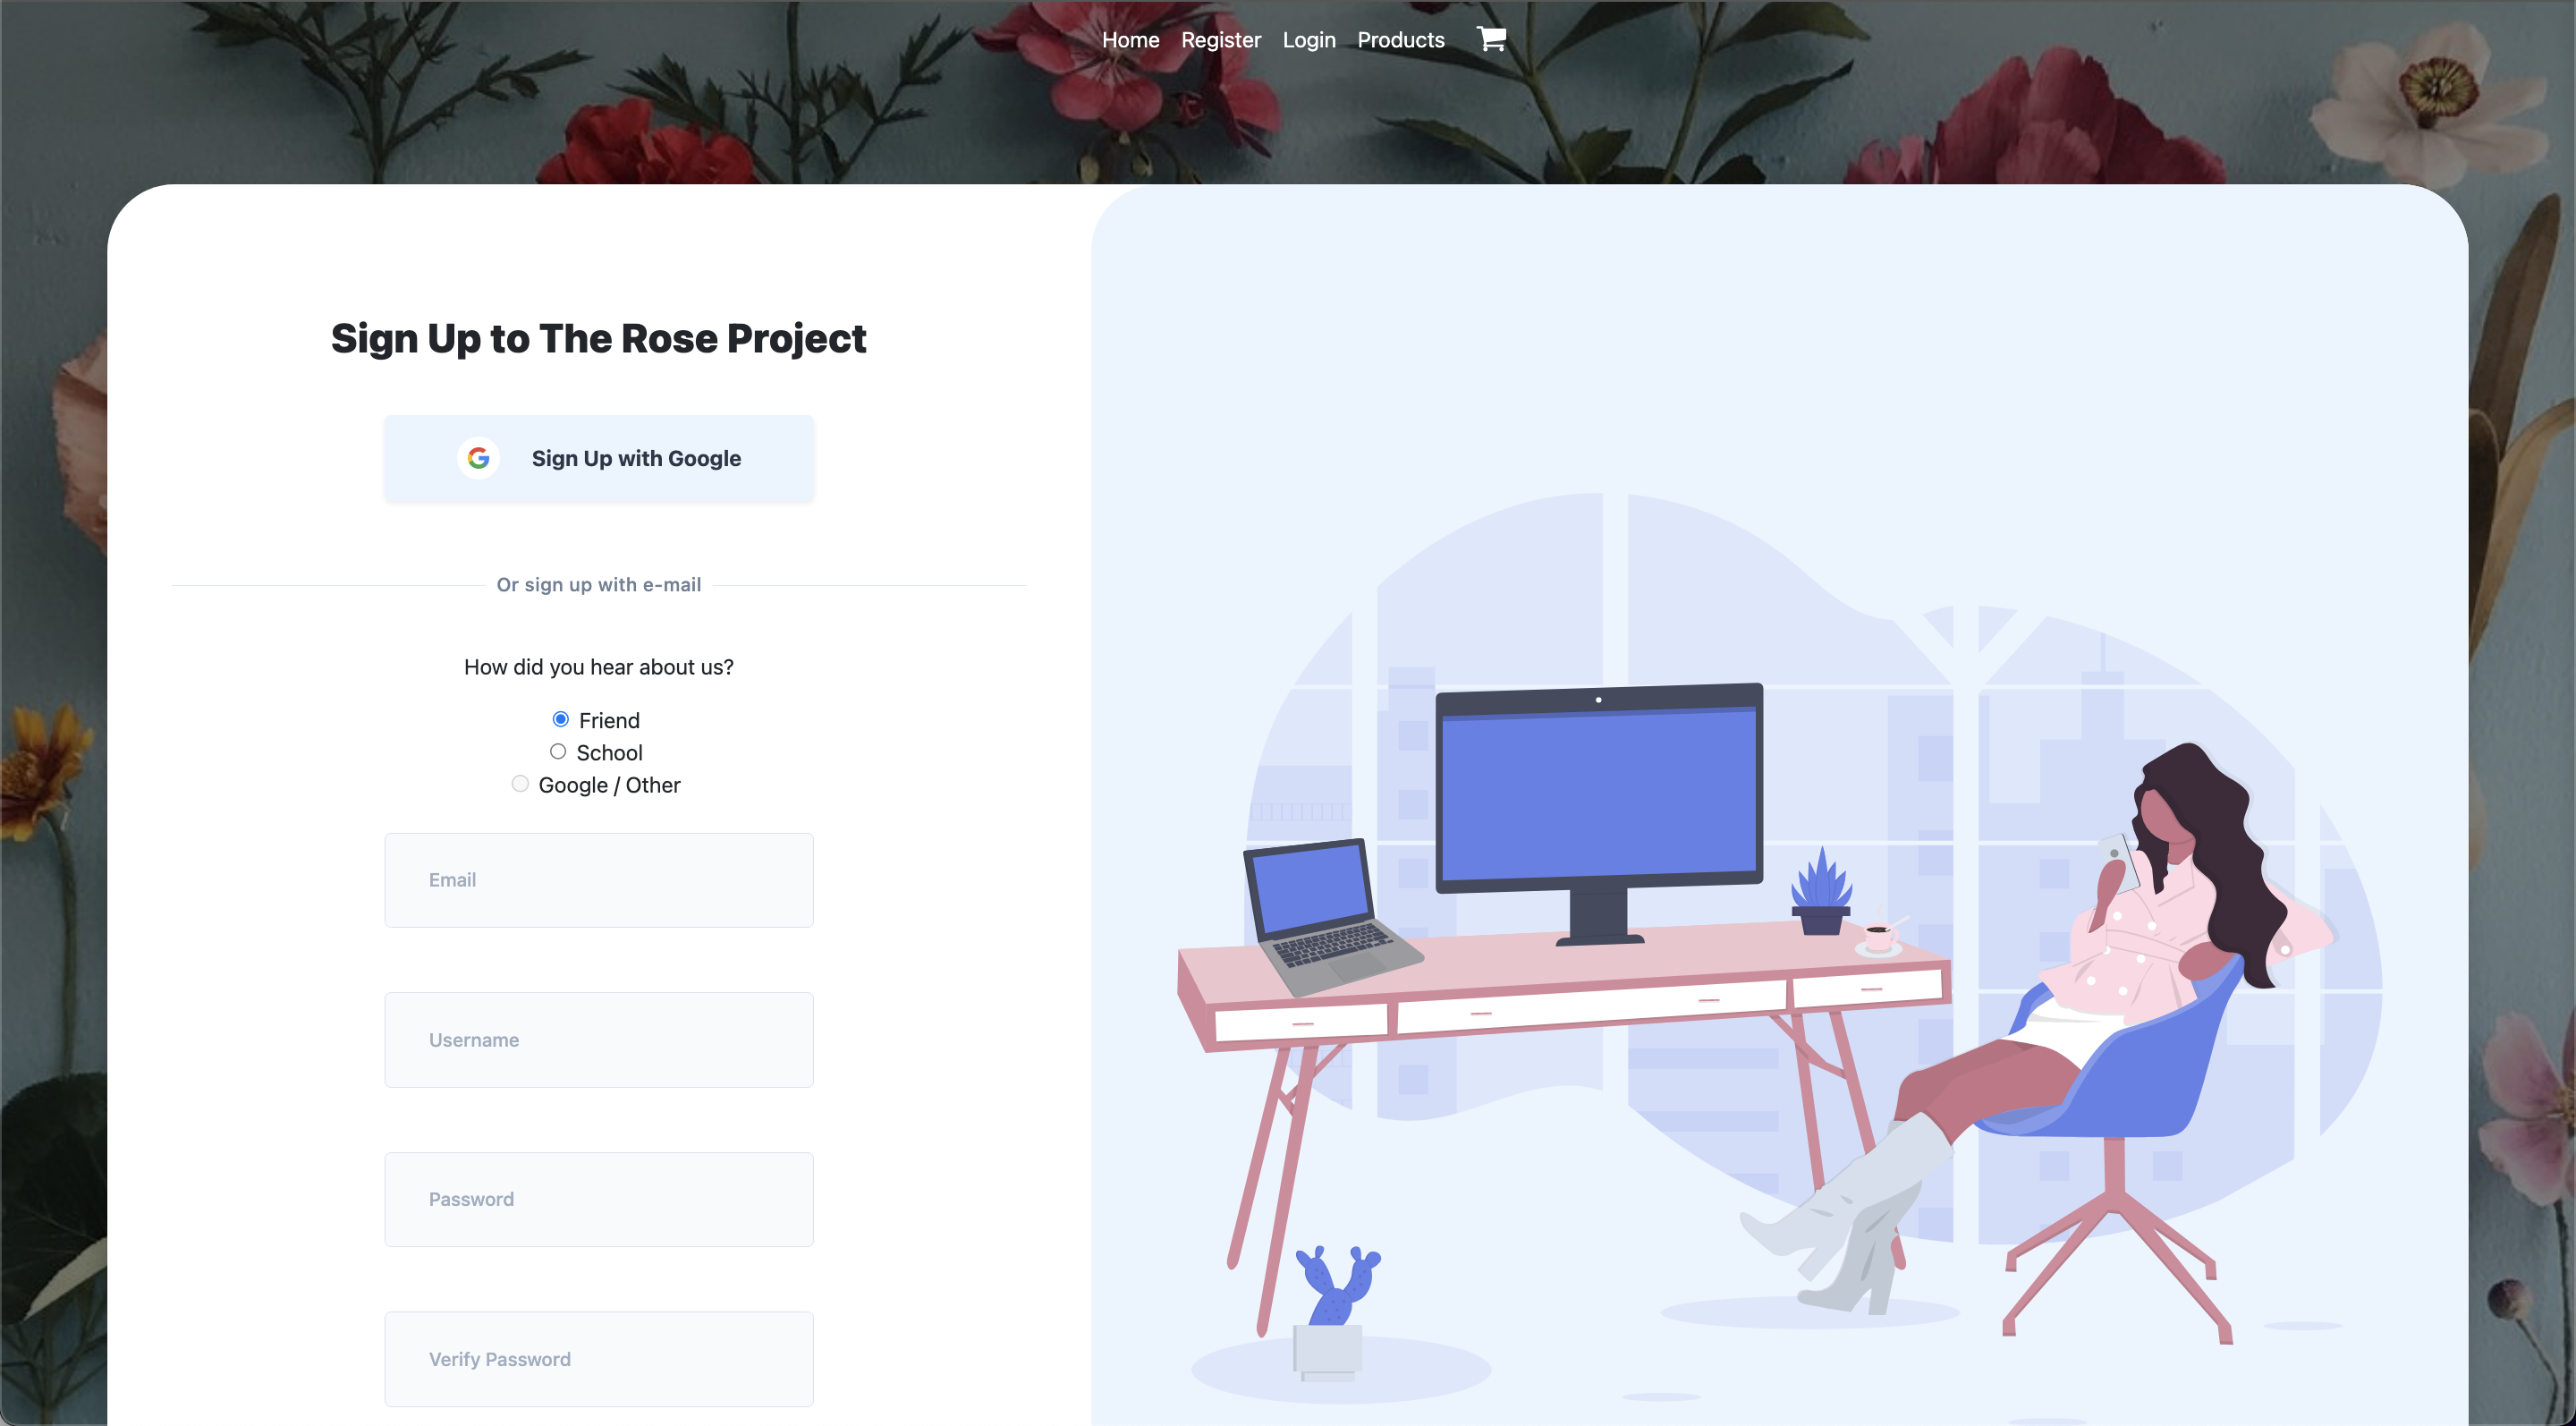 Home Register Login Products
Sign Up to The Rose Project
Sign Up with Google
Or sign up with e-mail
How did you hear about us?
Friend
School
Google / Other
Email
Username
Password
Verify Password